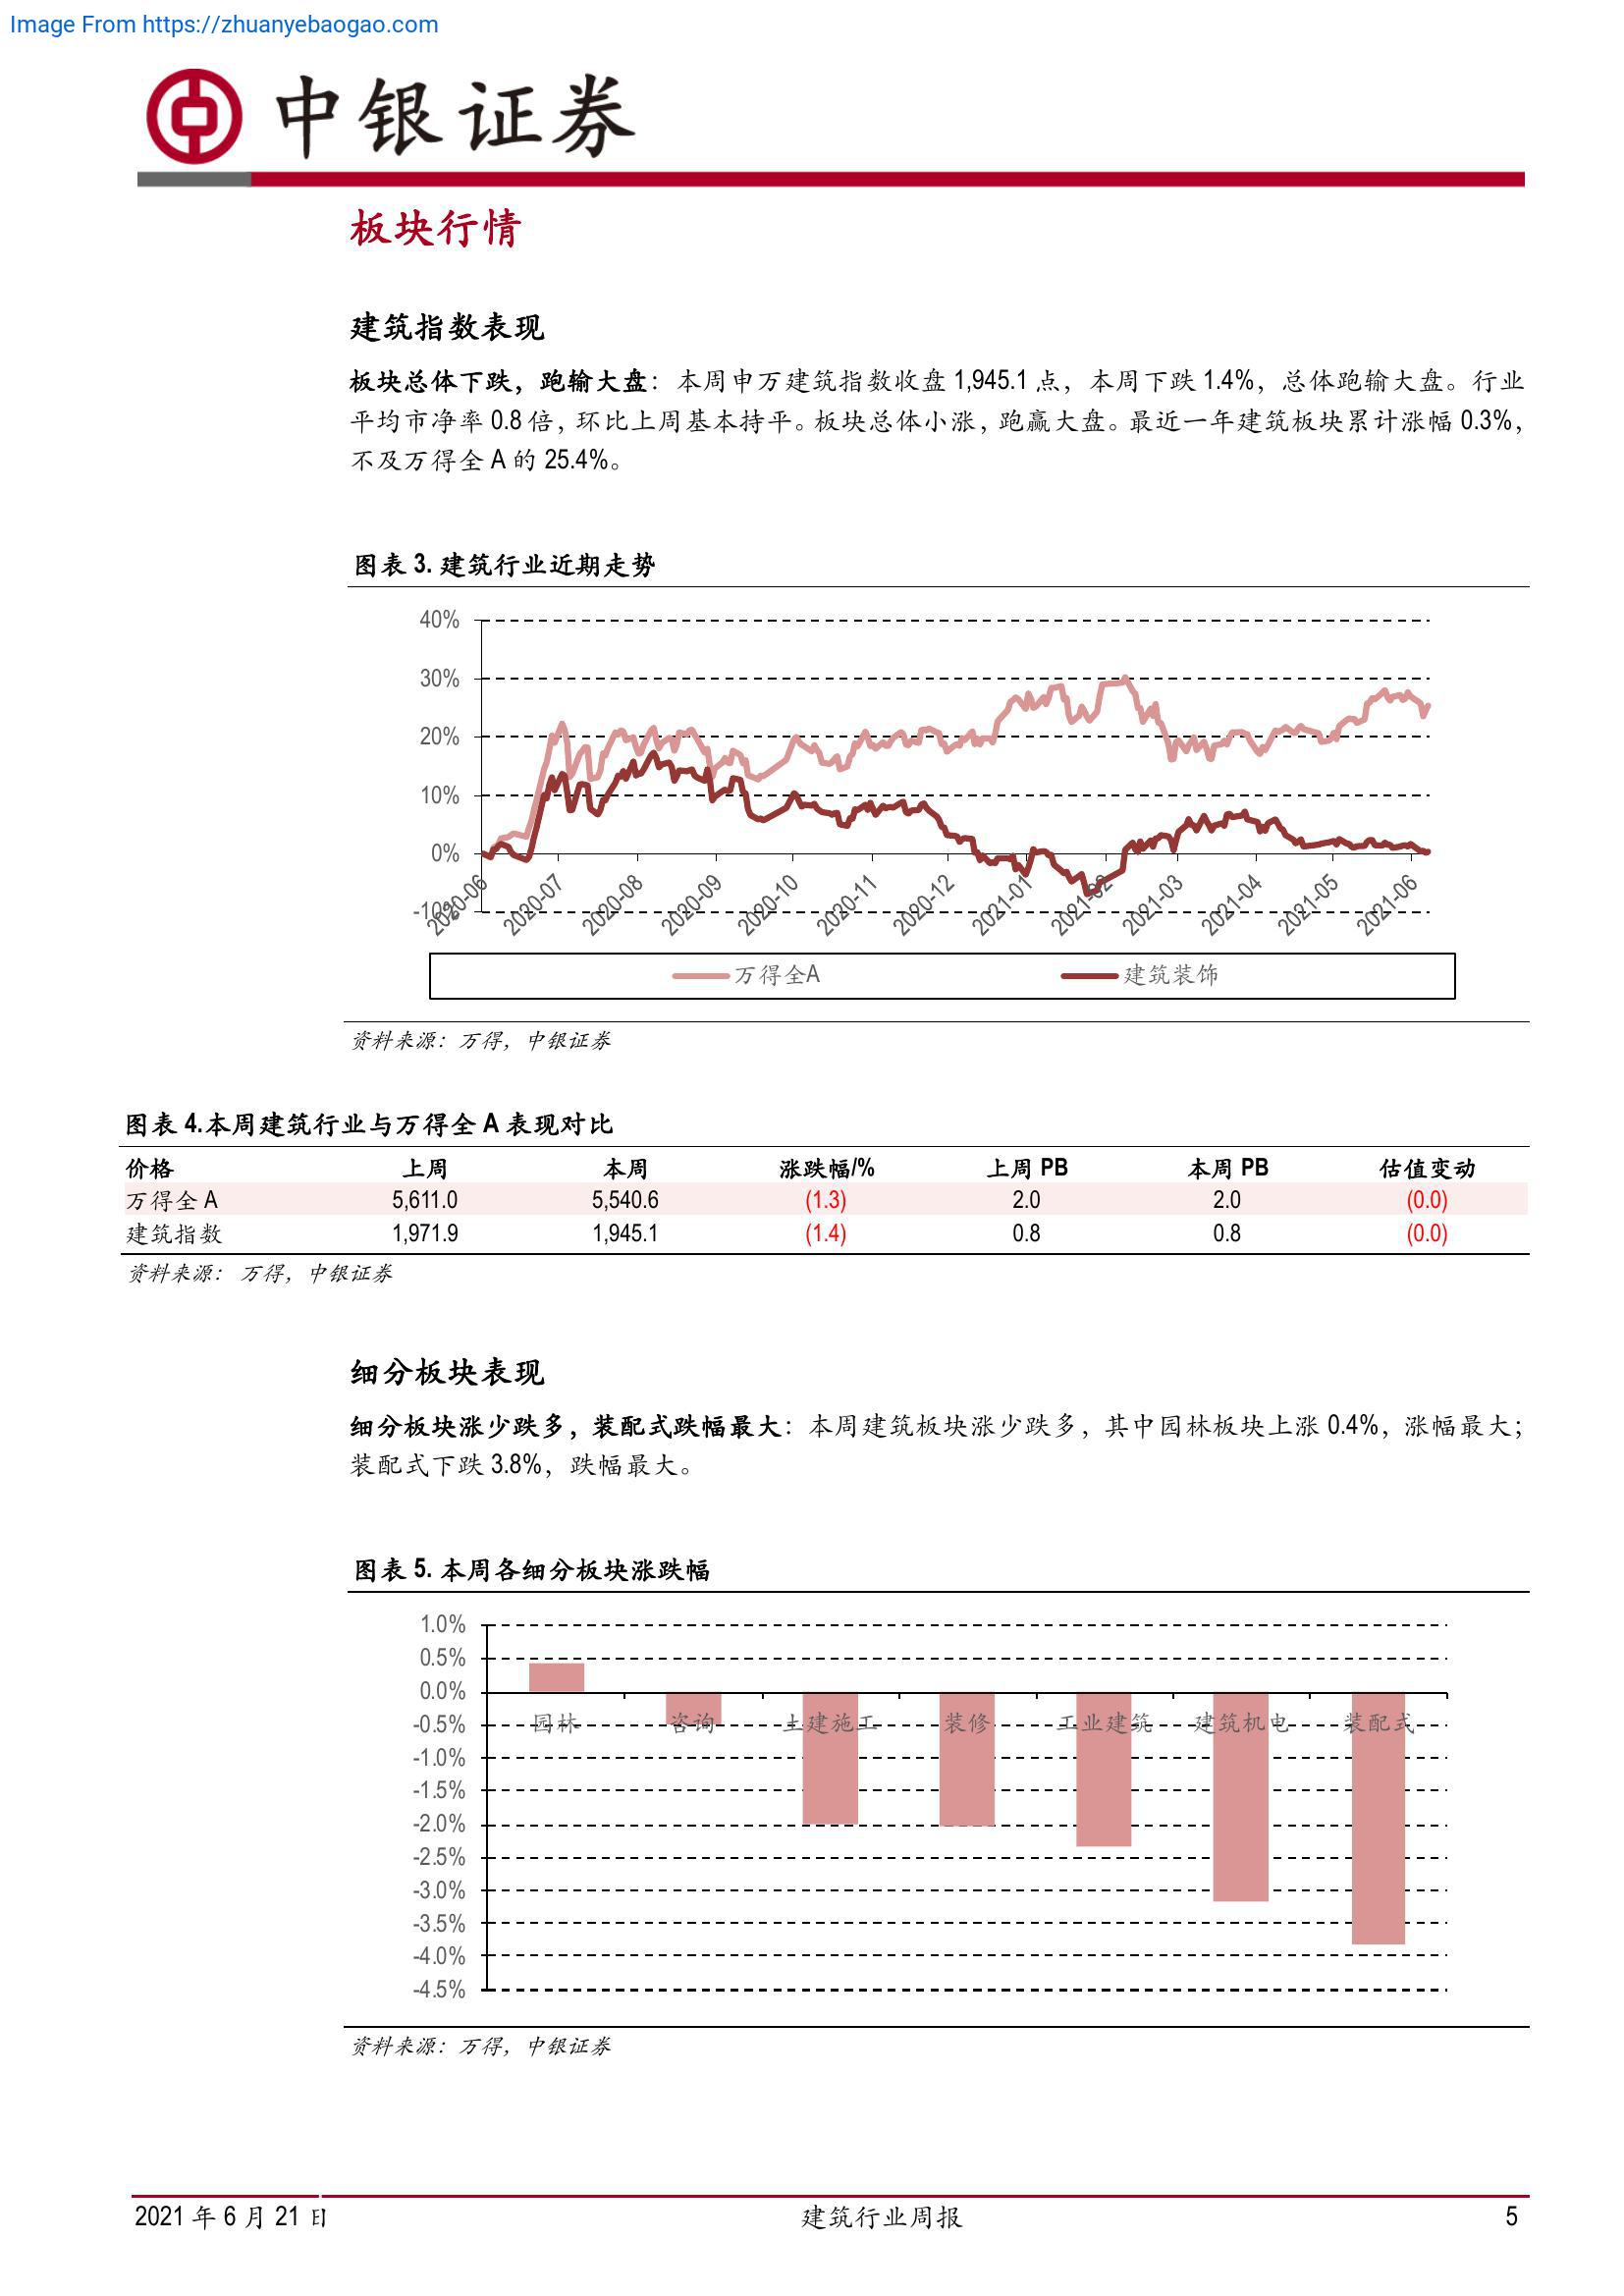 Image From https://zhuanyebaogao.com
中银证券
板块行情
建筑指数表现
板块总体下跌，跑输大盘：本周申万建筑指数收盘 1,945.1 点，本周下跌 1.4%，总体跑输大盘。行业
平均市净率 0.8 倍，环比上周基本持平。板块总体小涨，跑赢大盘。最近一年建筑板块累计涨幅 0.3%，
不及万得全 A 的 25.4%。
图表 3. 建筑行业近期走势
40%
30%
20%
10%
0%
-10%
2020-06 2020-07 2020-08 2020-09 2020-10 2020-11 2020-12 2021-01 2021-02 2021-03 2021-04 2021-05 2021-06
万得全A 建筑装饰
资料来源：万得，中银证券
图表 4.本周建筑行业与万得全 A 表现对比
价格 上周 本周 涨跌幅/% 上周 PB 本周 PB 估值变动
万得全 A 5,611.0 5,540.6 (1.3) 2.0 2.0 (0.0)
建筑指数 1,971.9 1,945.1 (1.4) 0.8 0.8 (0.0)
资料来源： 万得，中银证券
细分板块表现
细分板块涨少跌多，装配式跌幅最大：本周建筑板块涨少跌多，其中园林板块上涨 0.4%，涨幅最大；
装配式下跌 3.8%，跌幅最大。
图表 5. 本周各细分板块涨跌幅
1.0%
0.5%
0.0%
-0.5%
-1.0%
-1.5%
-2.0%
-2.5%
-3.0%
-3.5%
-4.0%
-4.5%
园林 咨询 土建施工 装修 工业建筑 建筑机电 装配式
资料来源：万得，中银证券
2021 年 6 月 21 日 建筑行业周报 5